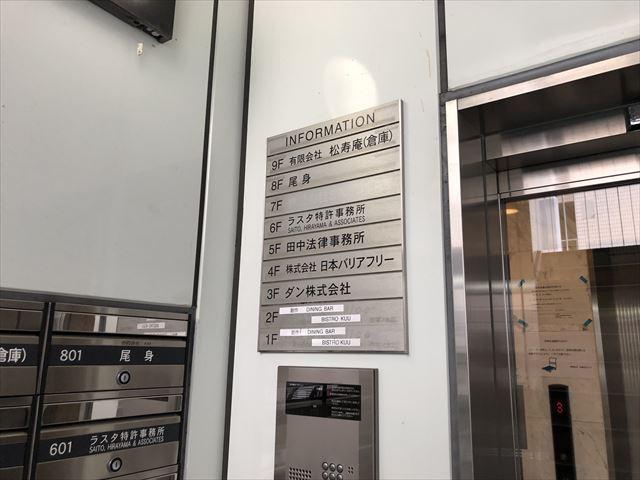 INFORMATION
9F 有限会社 松寿庵(倉庫)
8F 尾身
7F
6F ラスタ特許事務所
SAITO, HIRAYAMA & ASSOCIATES
5F 田中法律事務所
4F 株式会社 日本バリアフリー
3F ダン株式会社
2F DINING BAR
BISTRO KUU
1F DINING BAR
BISTRO KUU
倉庫)
801 尾身
601 ラスタ特許事務所
SAITO, HIRAYAMA & ASSOCIATES
3